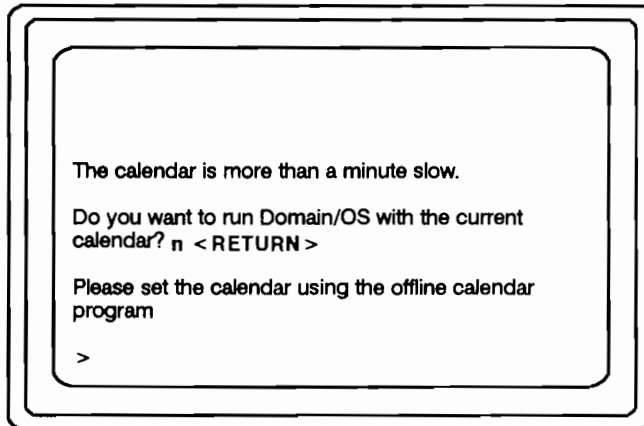 The calendar is more than a minute slow.
Do you want to run Domain/OS with the current
calendar? n <RETURN>
Please set the calendar using the offline calendar
program
>